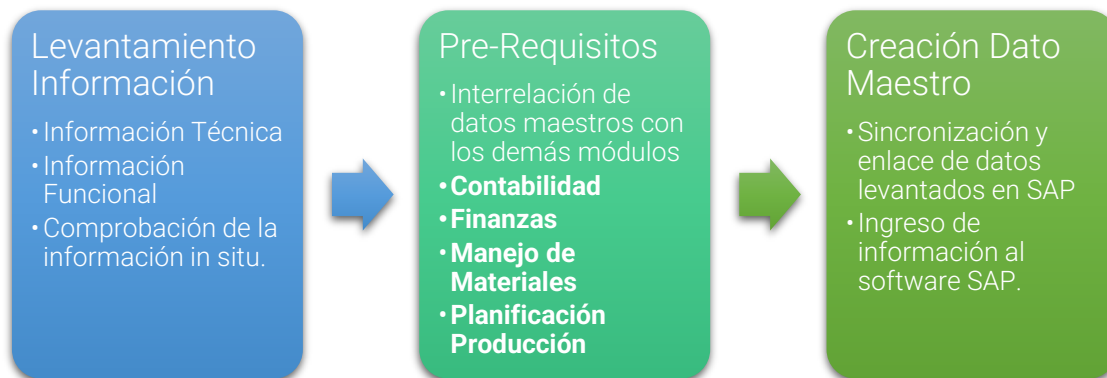 Levantamiento
Información
• Información Técnica
• Información
Funcional
• Comprobación de la
información in situ.
Pre-Requisitos
• Interrelación de
datos maestros con
los demás módulos
• Contabilidad
• Finanzas
• Manejo de
Materiales
• Planificación
Producción
Creación Dato
Maestro
• Sincronización y
enlace de datos
levantados en SAP
• Ingreso de
información al
software SAP.